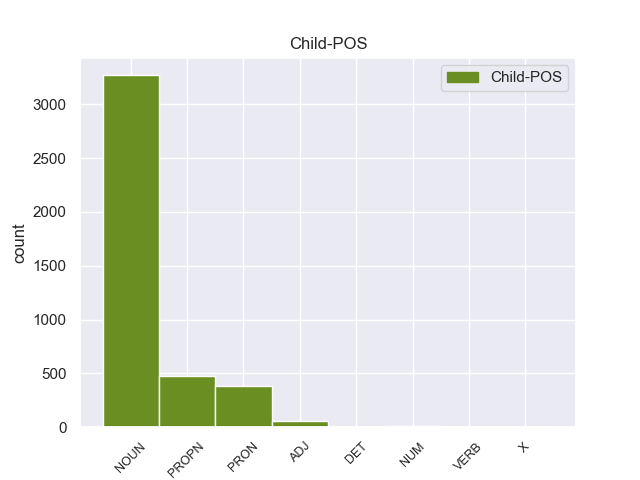 Child-POS
Child-POS
count
3000
2500
2000
1500
1000
500
0
NOUN
PROPN
PRON
ADJ
DET
NUM
VERB
X